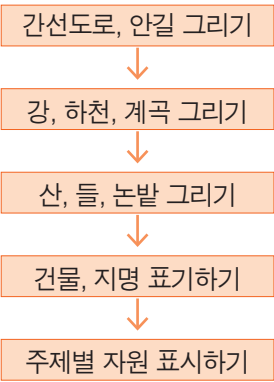 간선도로, 안길 그리기
강, 하천, 계곡 그리기
산, 들, 논밭 그리기
건물, 지명 표기하기
주제별 자원 표시하기